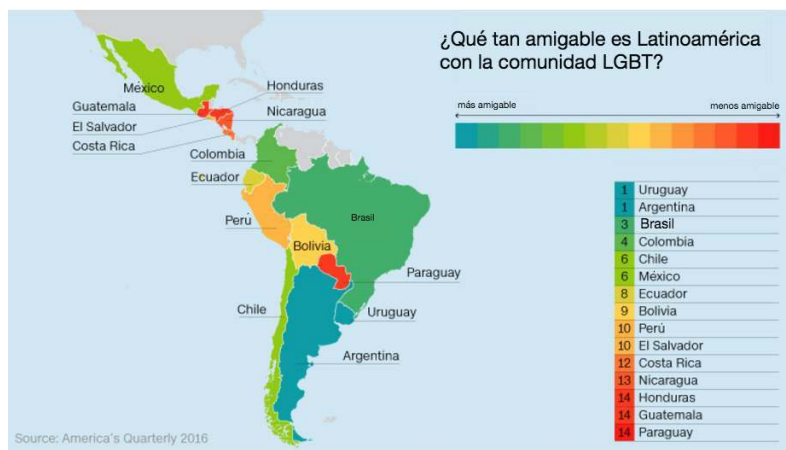 ¿Qué tan amigable es Latinoamérica
con la comunidad LGBT?
más amigable
menos amigable
México
Honduras
Guatemala
Nicaragua
El Salvador
Costa Rica
Colombia
Ecuador
Brasil
Perú
Bolivia
Paraguay
Chile
Uruguay
Argentina
1 Uruguay
1 Argentina
3 Brasil
4 Colombia
6 Chile
6 México
8 Ecuador
9 Bolivia
10 Perú
10 El Salvador
12 Costa Rica
13 Nicaragua
14 Honduras
14 Guatemala
14 Paraguay
Source: America's Quarterly 2016